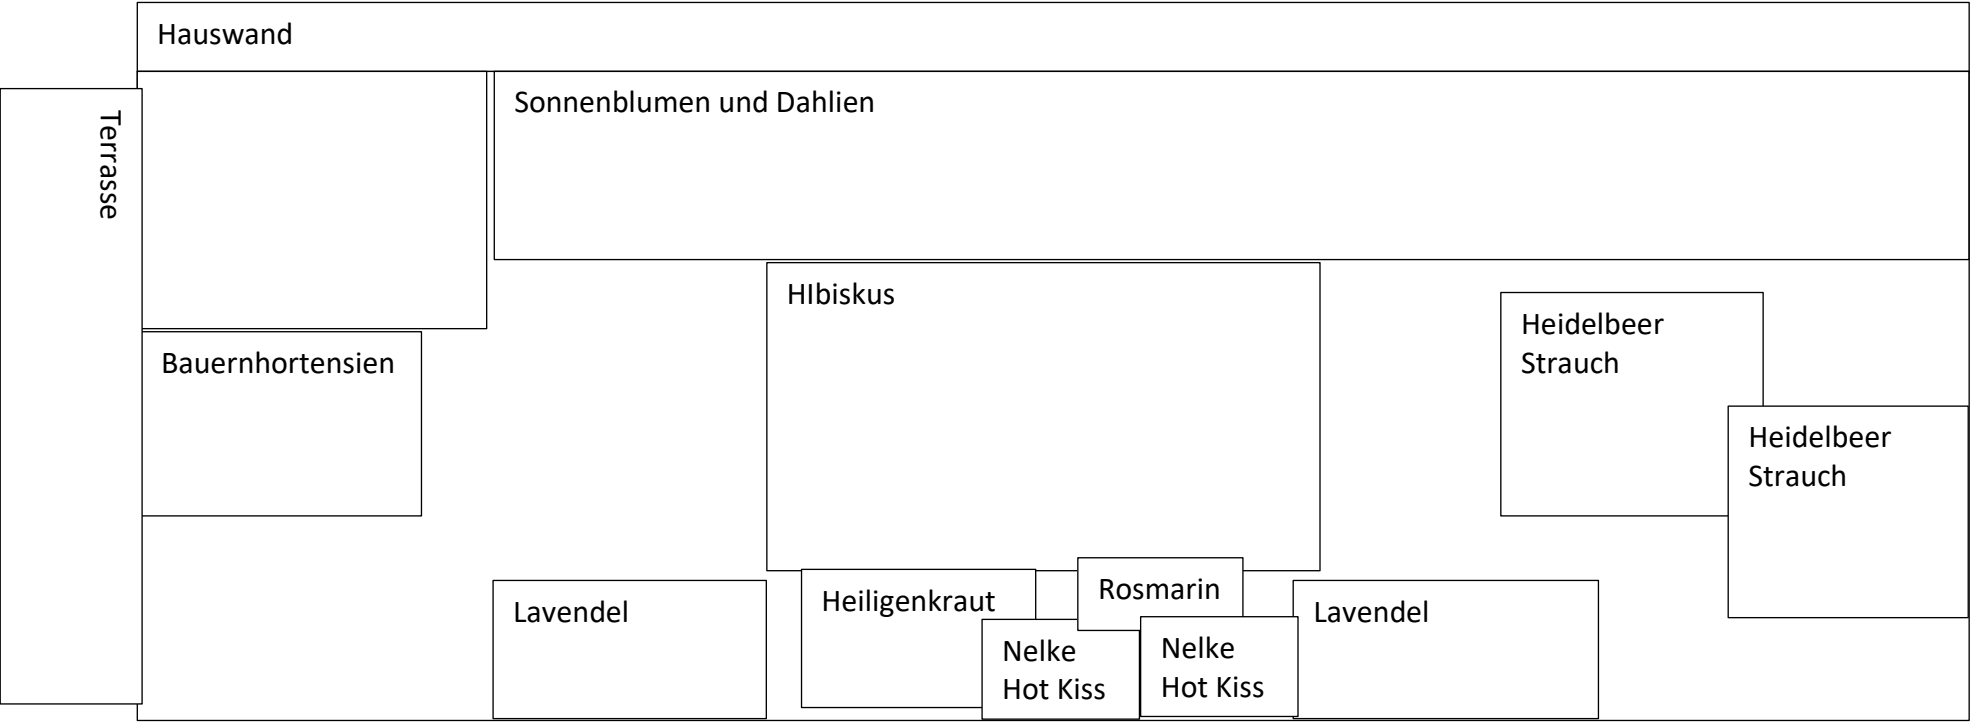 Hauswand
Terrasse
Sonnenblumen und Dahlien
HIbiskus
Heidelbeer
Strauch
Bauernhortensien
Heidelbeer
Strauch
Lavendel
Heiligenkraut
Rosmarin
Lavendel
Nelke
Hot Kiss
Nelke
Hot Kiss